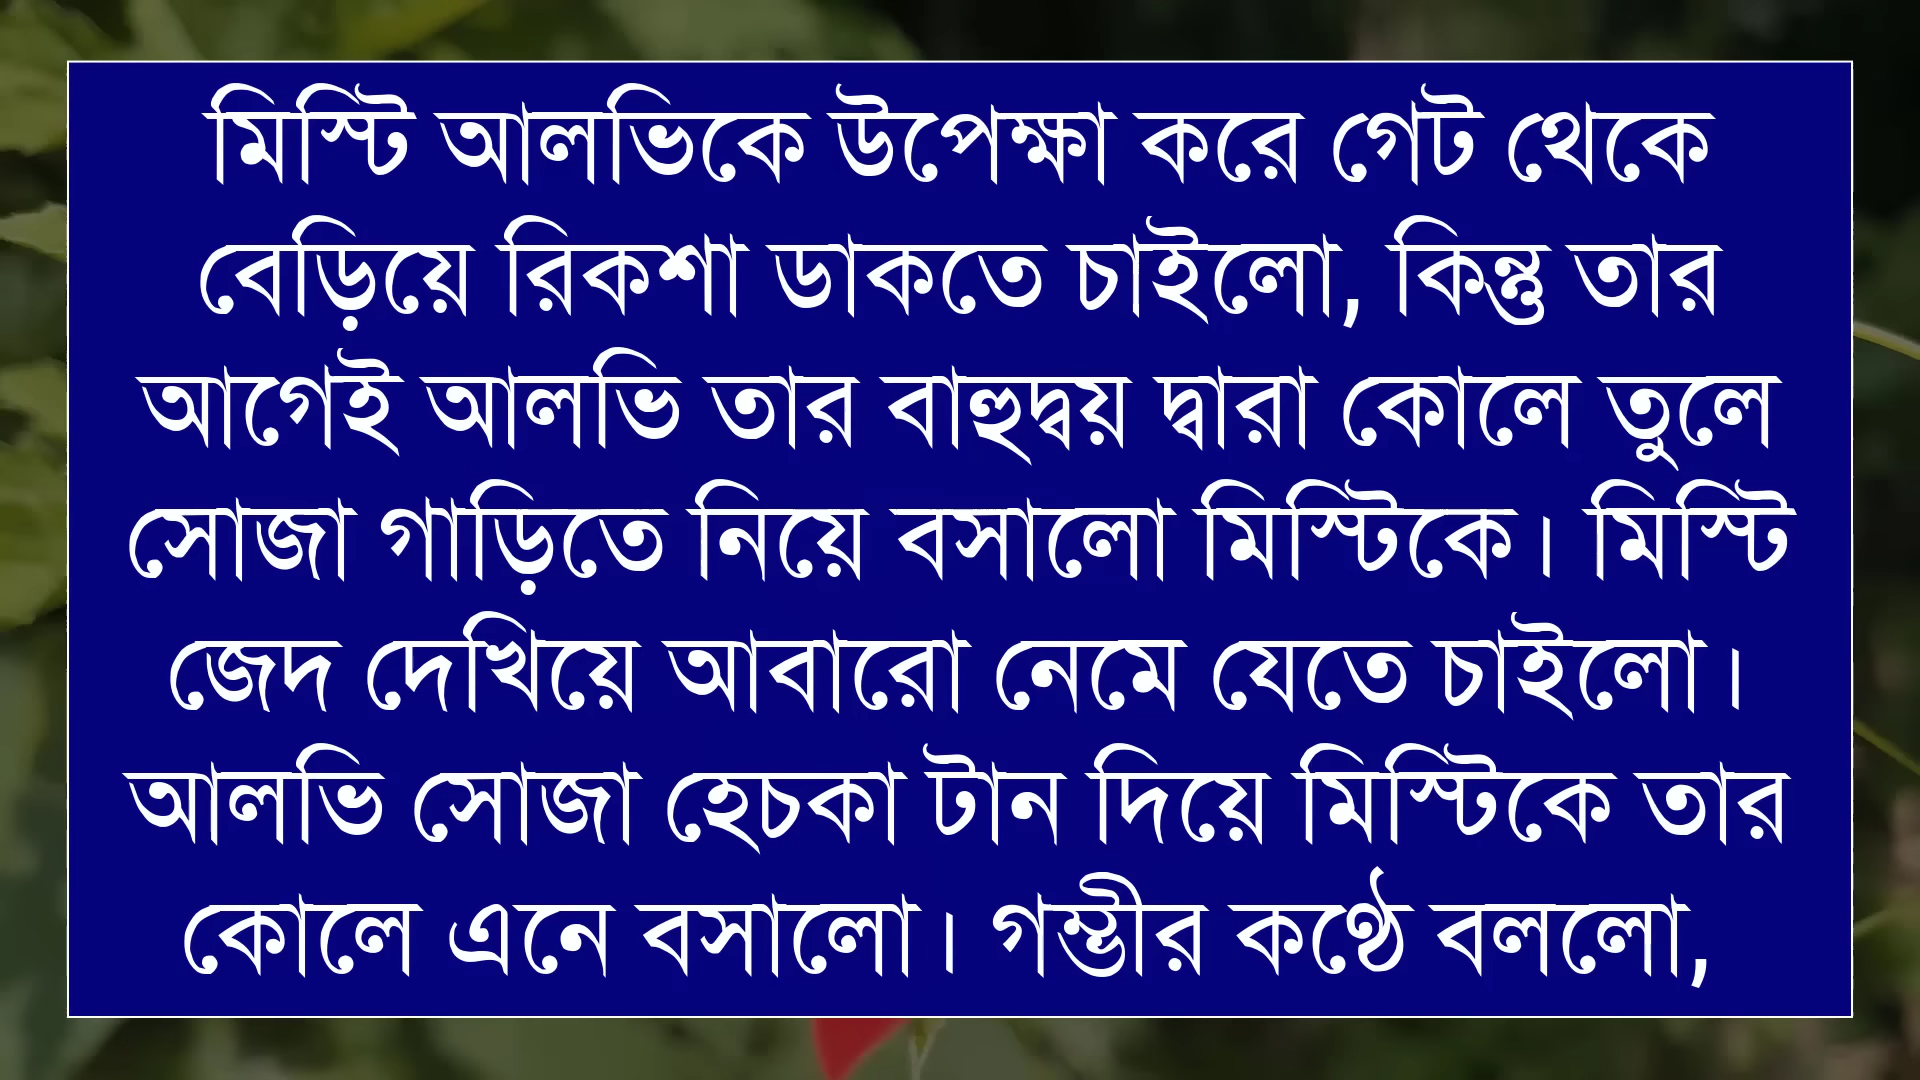 মিস্টি আলভিকে উপেক্ষা করে গেট থেকে
বেড়িয়ে রিকশা ডাকতে চাইলো, কিন্তু তার
আগেই আলভি তার বাহুদ্বয় দ্বারা কোলে তুলে
সোজা গাড়িতে নিয়ে বসালো মিস্টিকে। মিস্টি
জেদ দেখিয়ে আবারো নেমে যেতে চাইলো।
আলভি সোজা হেচকা টান দিয়ে মিস্টিকে তার
কোলে এনে বসালো। গম্ভীর কণ্ঠে বললো,